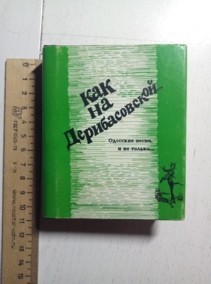 Как
на
Дерибасовской...
Одесские песни,
и не только...